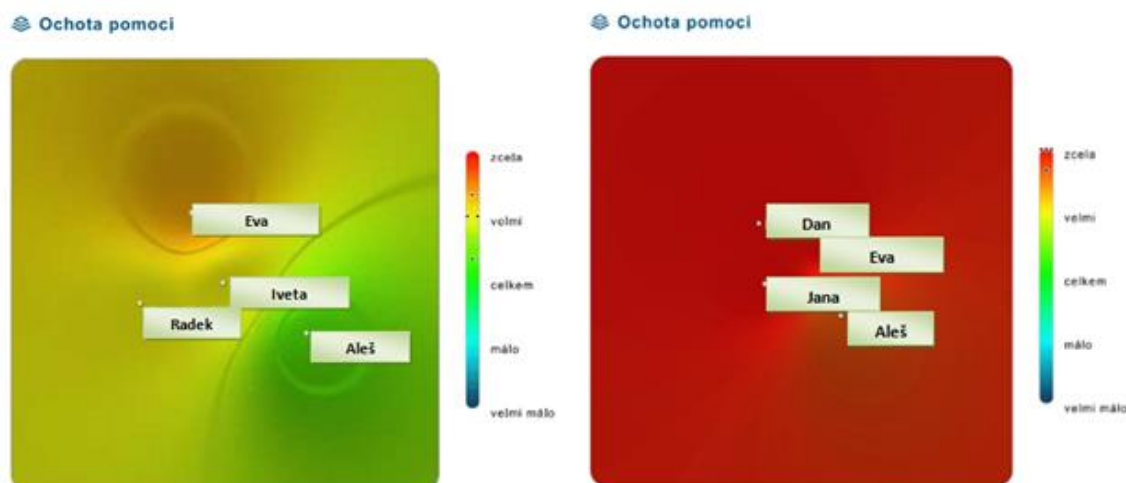 Ochota pomoci
Eva
Iveta
Radek
Aleš
zcela
velmi
celkem
málo
velmi málo
Ochota pomoci
Dan
Eva
Jana
Aleš
zcela
velmi
celkem
málo
velmi málo